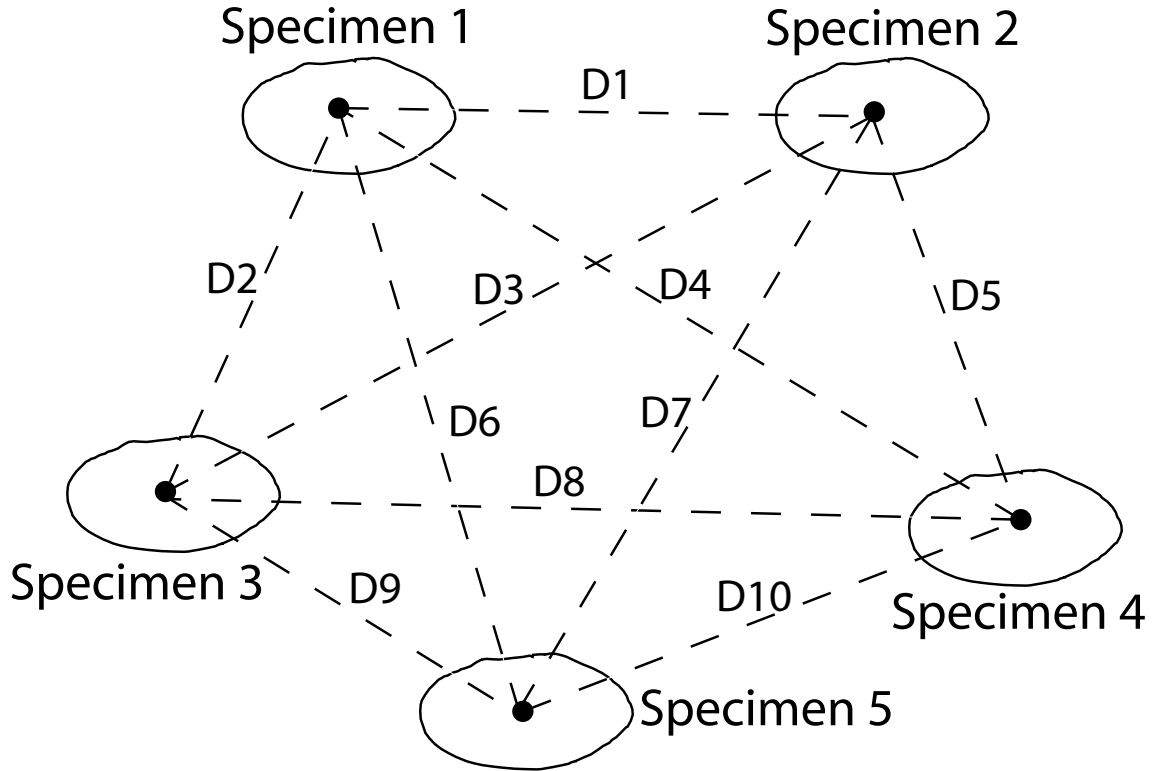 Specimen 1
Specimen 2
D1
D2
D3
D4
D5
D6
D7
D8
Specimen 3
D9
D10
Specimen 4
Specimen 5